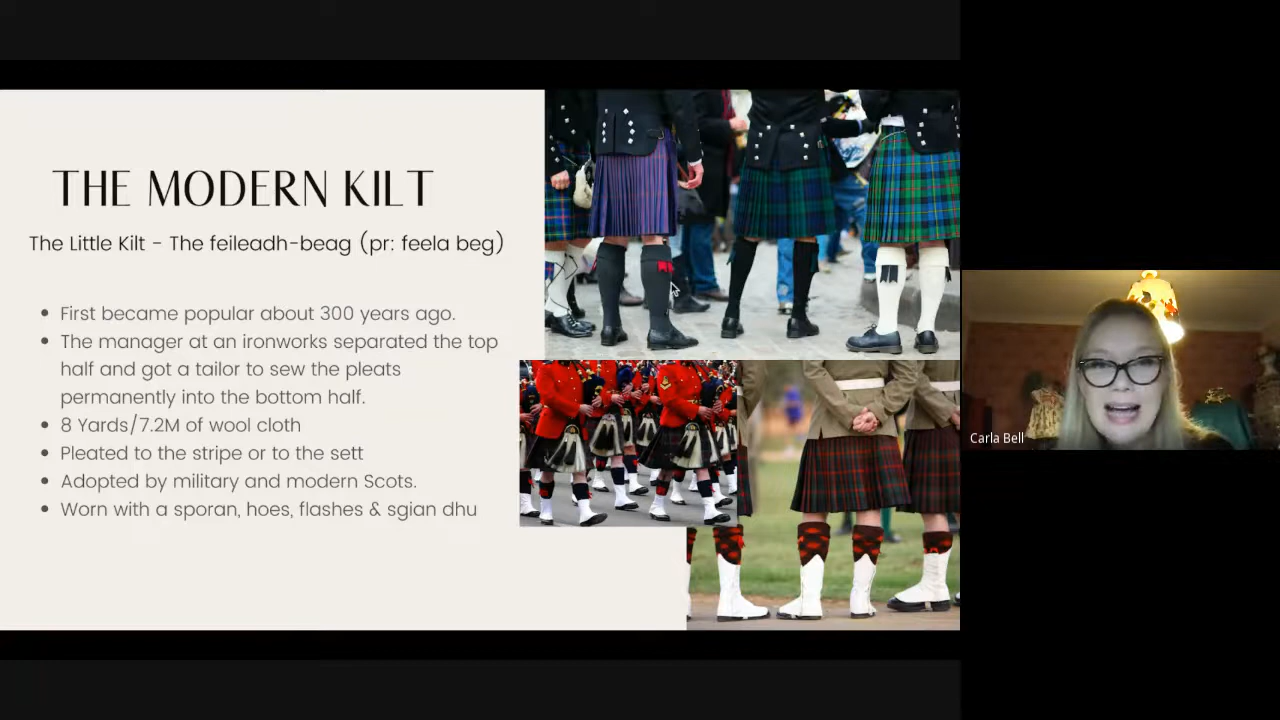 THE MODERN KILT
The Little Kilt - The feileadh-beag (pr: feela beg)
• First became popular about 300 years ago.
• The manager at an ironworks separated the top
half and got a tailor to sew the pleats
permanently into the bottom half.
• 8 Yards/7.2M of wool cloth
• Pleated to the stripe or to the sett
• Adopted by military and modern Scots.
• Worn with a sporan, hoes, flashes & sgian dhu
Carla Bell